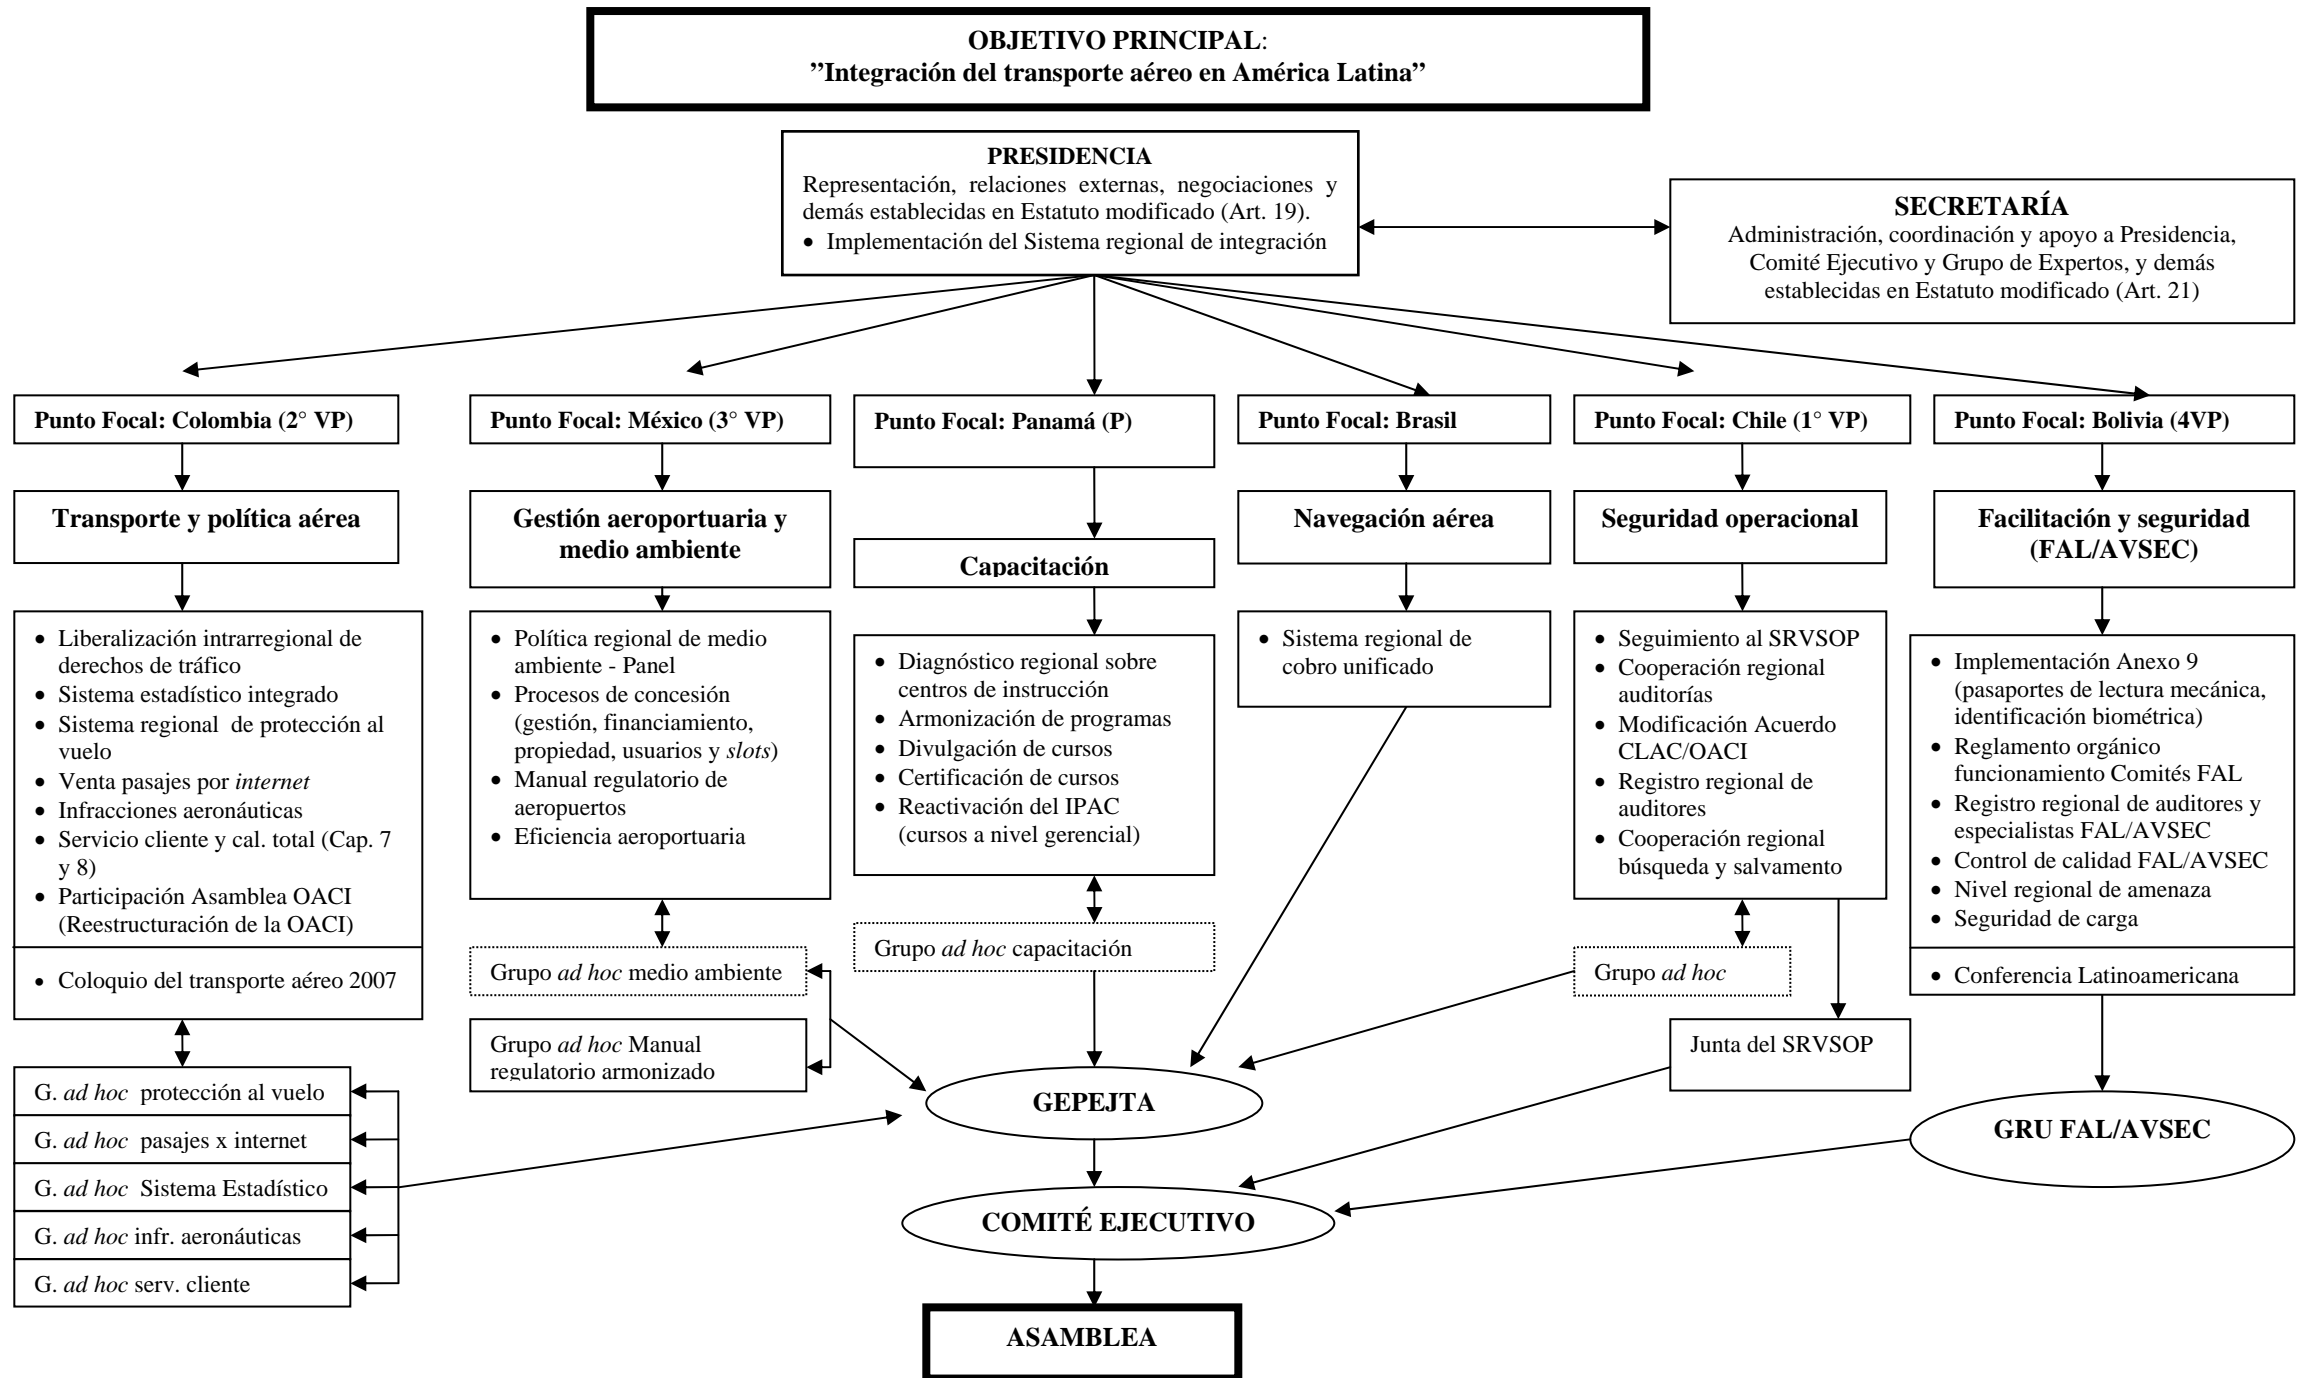 OBJETIVO PRINCIPAL:
”Integración del transporte aéreo en América Latina”
PRESIDENCIA
Representación, relaciones externas, negociaciones y
demás establecidas en Estatuto modificado (Art. 19).
• Implementación del Sistema regional de integración
SECRETARÍA
Administración, coordinación y apoyo a Presidencia,
Comité Ejecutivo y Grupo de Expertos, y demás
establecidas en Estatuto modificado (Art. 21)
Punto Focal: Colombia (2° VP)
Punto Focal: México (3° VP)
Punto Focal: Panamá (P)
Punto Focal: Brasil
Punto Focal: Chile (1° VP)
Punto Focal: Bolivia (4VP)
Transporte y política aérea
Gestión aeroportuaria y
medio ambiente
Capacitación
Navegación aérea
Seguridad operacional
Facilitación y seguridad
(FAL/AVSEC)
• Liberalización intrarregional de
derechos de tráfico
• Sistema estadístico integrado
• Sistema regional de protección al
vuelo
• Venta pasajes por internet
• Infracciones aeronáuticas
• Servicio cliente y cal. total (Cap. 7
y 8)
• Participación Asamblea OACI
(Reestructuración de la OACI)
• Coloquio del transporte aéreo 2007
• Política regional de medio
ambiente - Panel
• Procesos de concesión
(gestión, financiamiento,
propiedad, usuarios y slots)
• Manual regulatorio de
aeropuertos
• Eficiencia aeroportuaria
• Diagnóstico regional sobre
centros de instrucción
• Armonización de programas
• Divulgación de cursos
• Certificación de cursos
• Reactivación del IPAC
(cursos a nivel gerencial)
• Sistema regional de
cobro unificado
• Seguimiento al SRVSOP
• Cooperación regional
auditorías
• Modificación Acuerdo
CLAC/OACI
• Registro regional de
auditores
• Cooperación regional
búsqueda y salvamento
• Implementación Anexo 9
(pasaportes de lectura mecánica,
identificación biométrica)
• Reglamento orgánico
funcionamiento Comités FAL
• Registro regional de auditores y
especialistas FAL/AVSEC
• Control de calidad FAL/AVSEC
• Nivel regional de amenaza
• Seguridad de carga
• Conferencia Latinoamericana
Grupo ad hoc medio ambiente
Grupo ad hoc Manual
regulatorio armonizado
Grupo ad hoc capacitación
Grupo ad hoc
Junta del SRVSOP
G. ad hoc protección al vuelo
G. ad hoc pasajes x internet
G. ad hoc Sistema Estadístico
G. ad hoc infr. aeronáuticas
G. ad hoc serv. cliente
GEPEJTA
GRU FAL/AVSEC
COMITÉ EJECUTIVO
ASAMBLEA